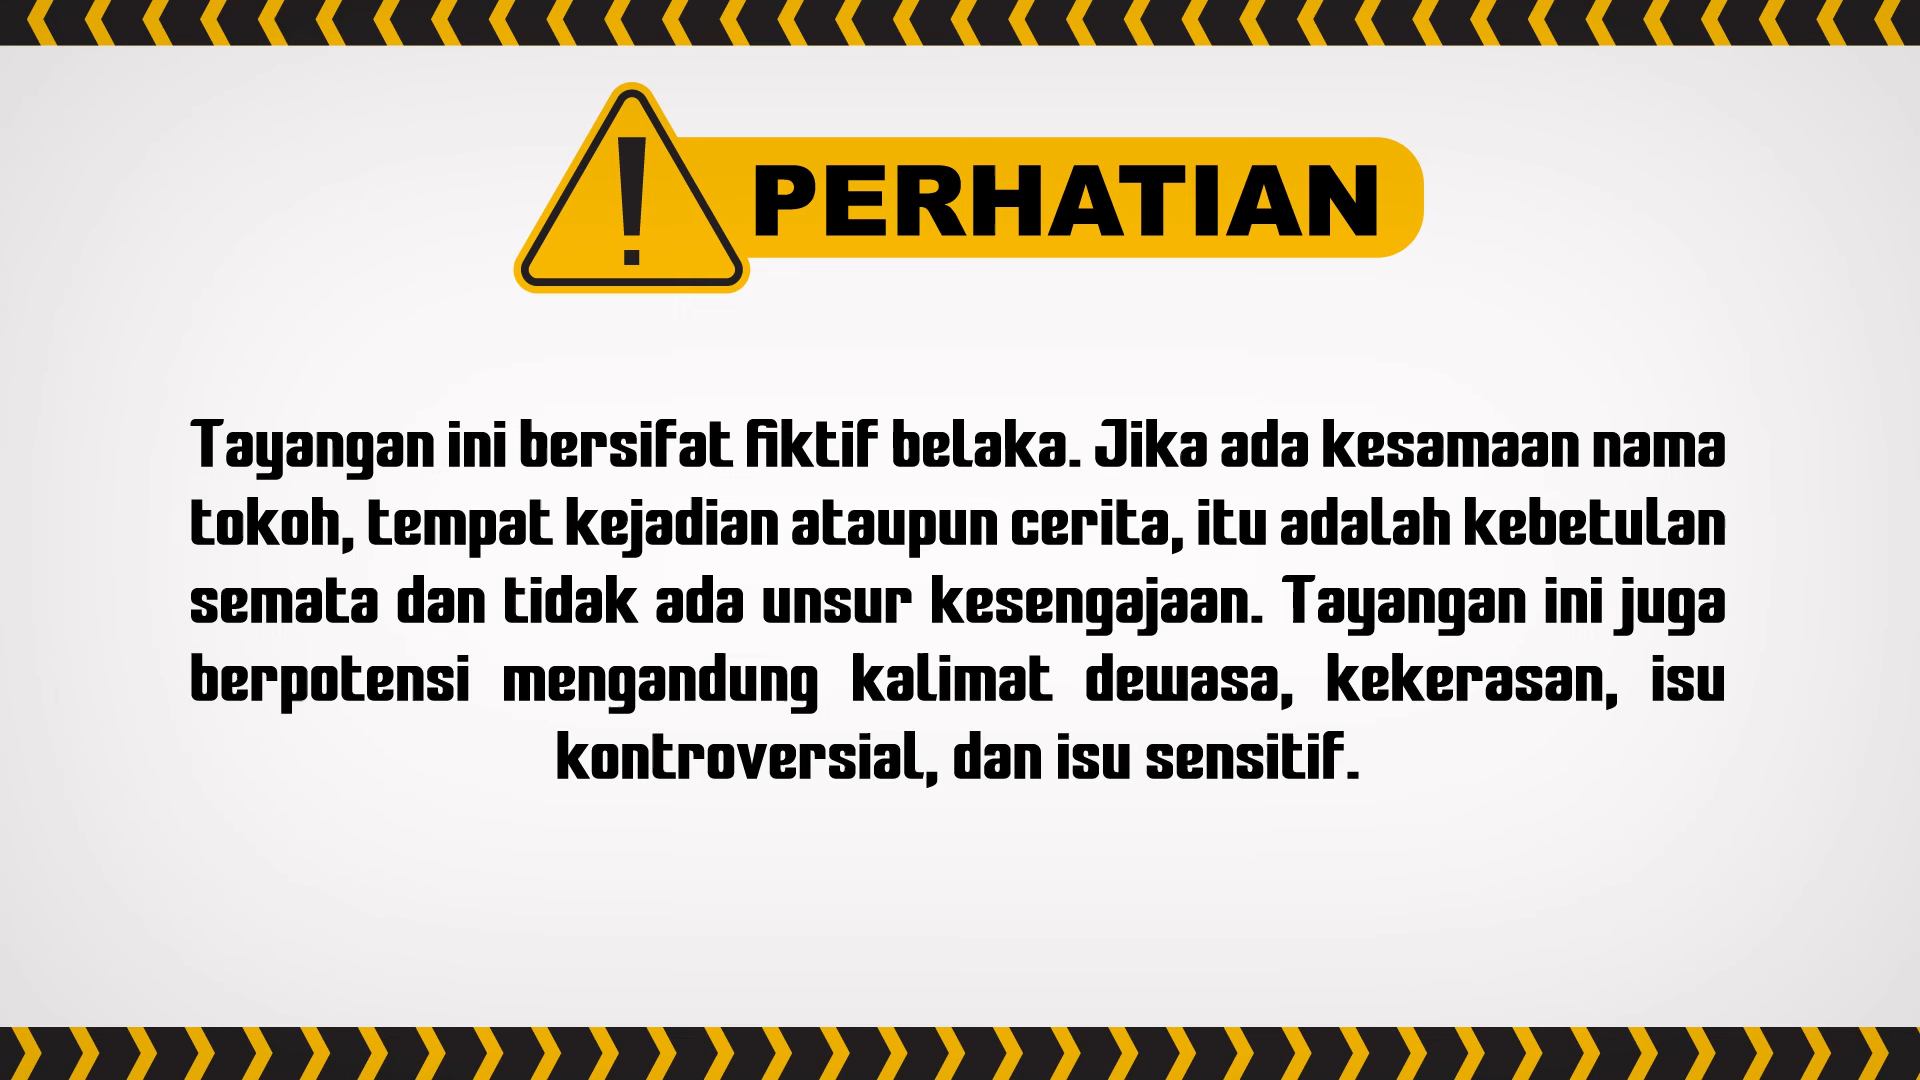 PERHATIAN
Tayangan ini bersifat fiktif belaka. Jika ada kesamaan nama
tokoh, tempat kejadian ataupun cerita, itu adalah kebetulan
semata dan tidak ada unsur kesengajaan. Tayangan ini juga
berpotensi mengandung kalimat dewasa, kekerasan, isu
kontroversial, dan isu sensitif.